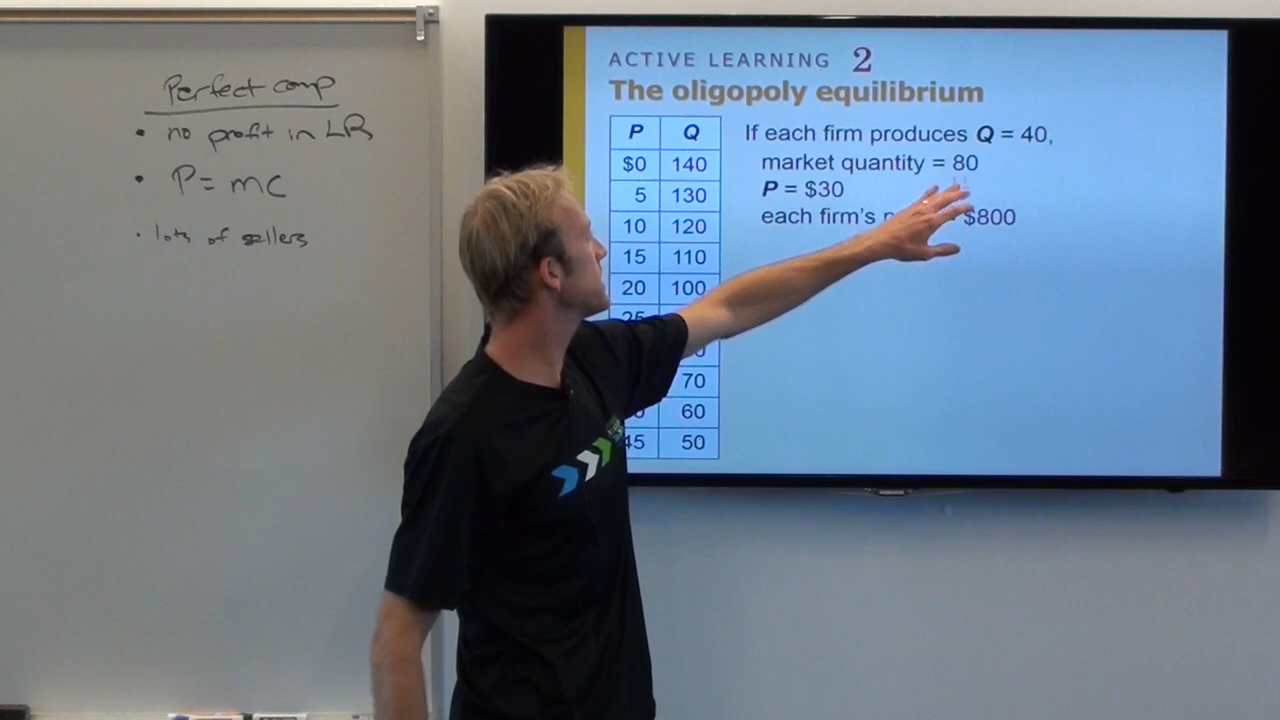 Perfect comp
• no profit in LR
• P = mc
• lots of sellers
ACTIVE LEARNING 2
The oligopoly equilibrium
P Q
$0 140
5 130
10 120
15 110
20 100
25
70
60
45 50
If each firm produces Q = 40,
market quantity = 80
P = $30
each firm's $800